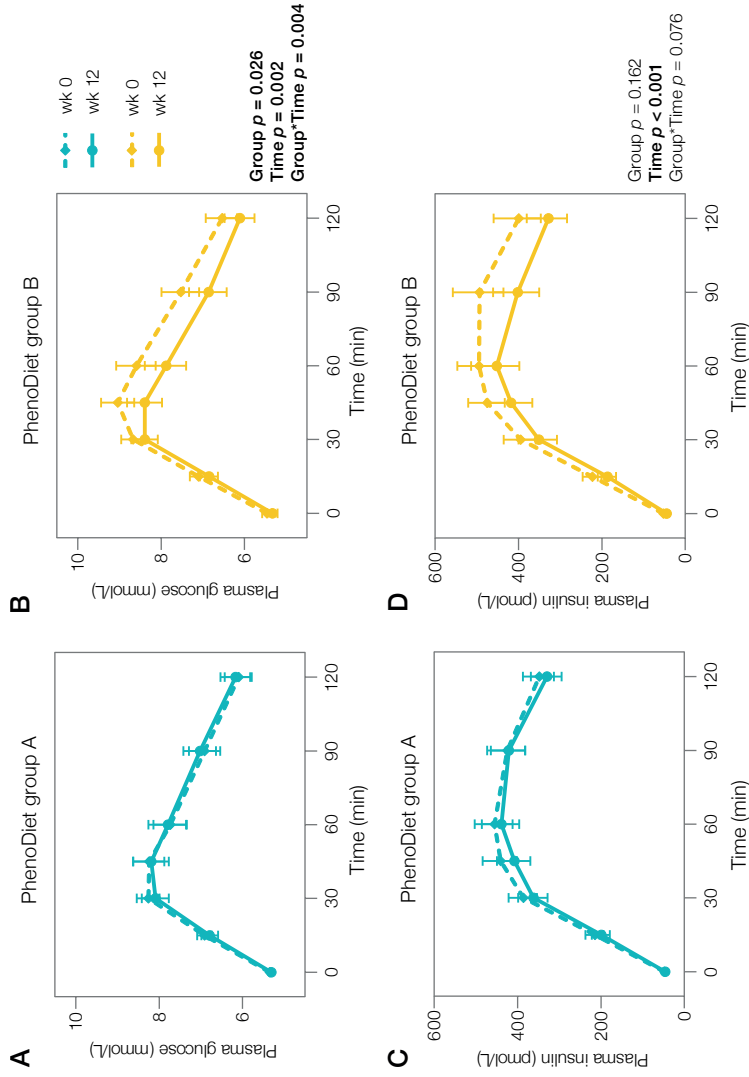 A
PhenoDiet group A
Plasma glucose (mmol/L)
10
8
6
0
30
60
90
120
Time (min)
B
PhenoDiet group B
Plasma glucose (mmol/L)
10
8
6
0
30
60
90
120
Time (min)
wk 0
wk 12
wk 0
wk 12
Group p = 0.026
Time p = 0.002
Group*Time p = 0.004
C
PhenoDiet group A
Plasma insulin (pmol/L)
600
400
200
0
0
30
60
90
120
Time (min)
D
PhenoDiet group B
Plasma insulin (pmol/L)
600
400
200
0
0
30
60
90
120
Time (min)
Group p = 0.162
Time p < 0.001
Group*Time p = 0.076